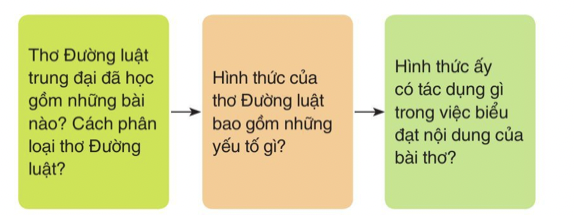 Thơ Đường luật
trung đại đã học
gồm những bài
nào? Cách phân
loại thơ Đường
luật?
Hình thức của
thơ Đường luật
bao gồm những
yếu tố gì?
Hình thức ấy
có tác dụng gì
trong việc biểu
đạt nội dung của
bài thơ?